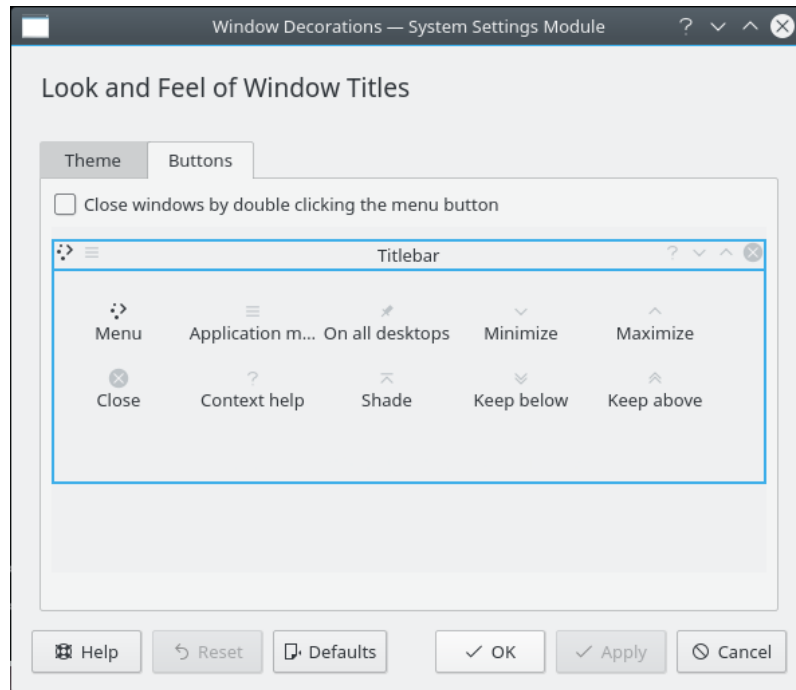 Window Decorations — System Settings Module
Look and Feel of Window Titles
Theme
Buttons
Close windows by double clicking the menu button
Titlebar
Menu
Application m...
On all desktops
Minimize
Maximize
Close
Context help
Shade
Keep below
Keep above
Help
Reset
Defaults
OK
Apply
Cancel